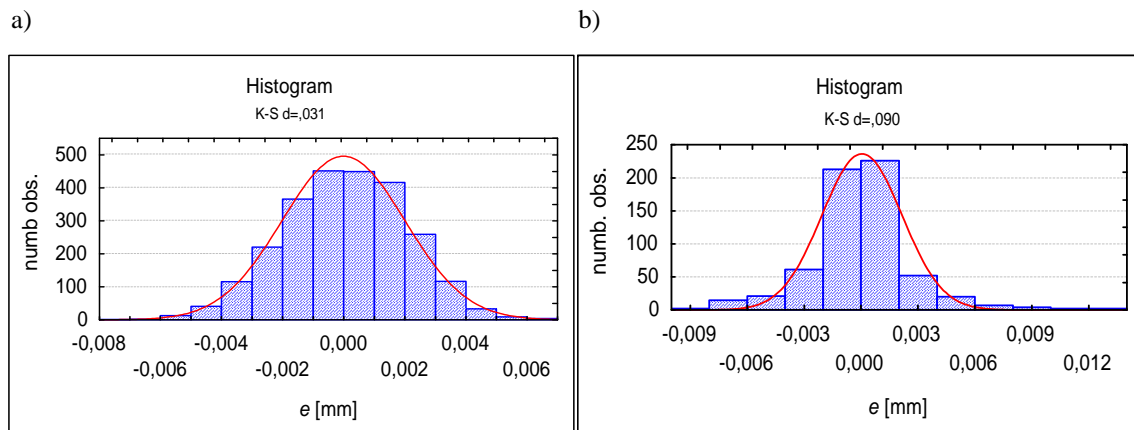 a)
Histogram
K-S d=,031
numb obs.
500
400
300
200
100
0
-0,008 -0,004 0,000 0,004
-0,006 -0,002 0,002 0,006
e [mm]
b)
Histogram
K-S d=,090
numb. obs.
250
200
150
100
50
0
-0,009 -0,003 0,003 0,009
-0,006 0,000 0,006 0,012
e [mm]